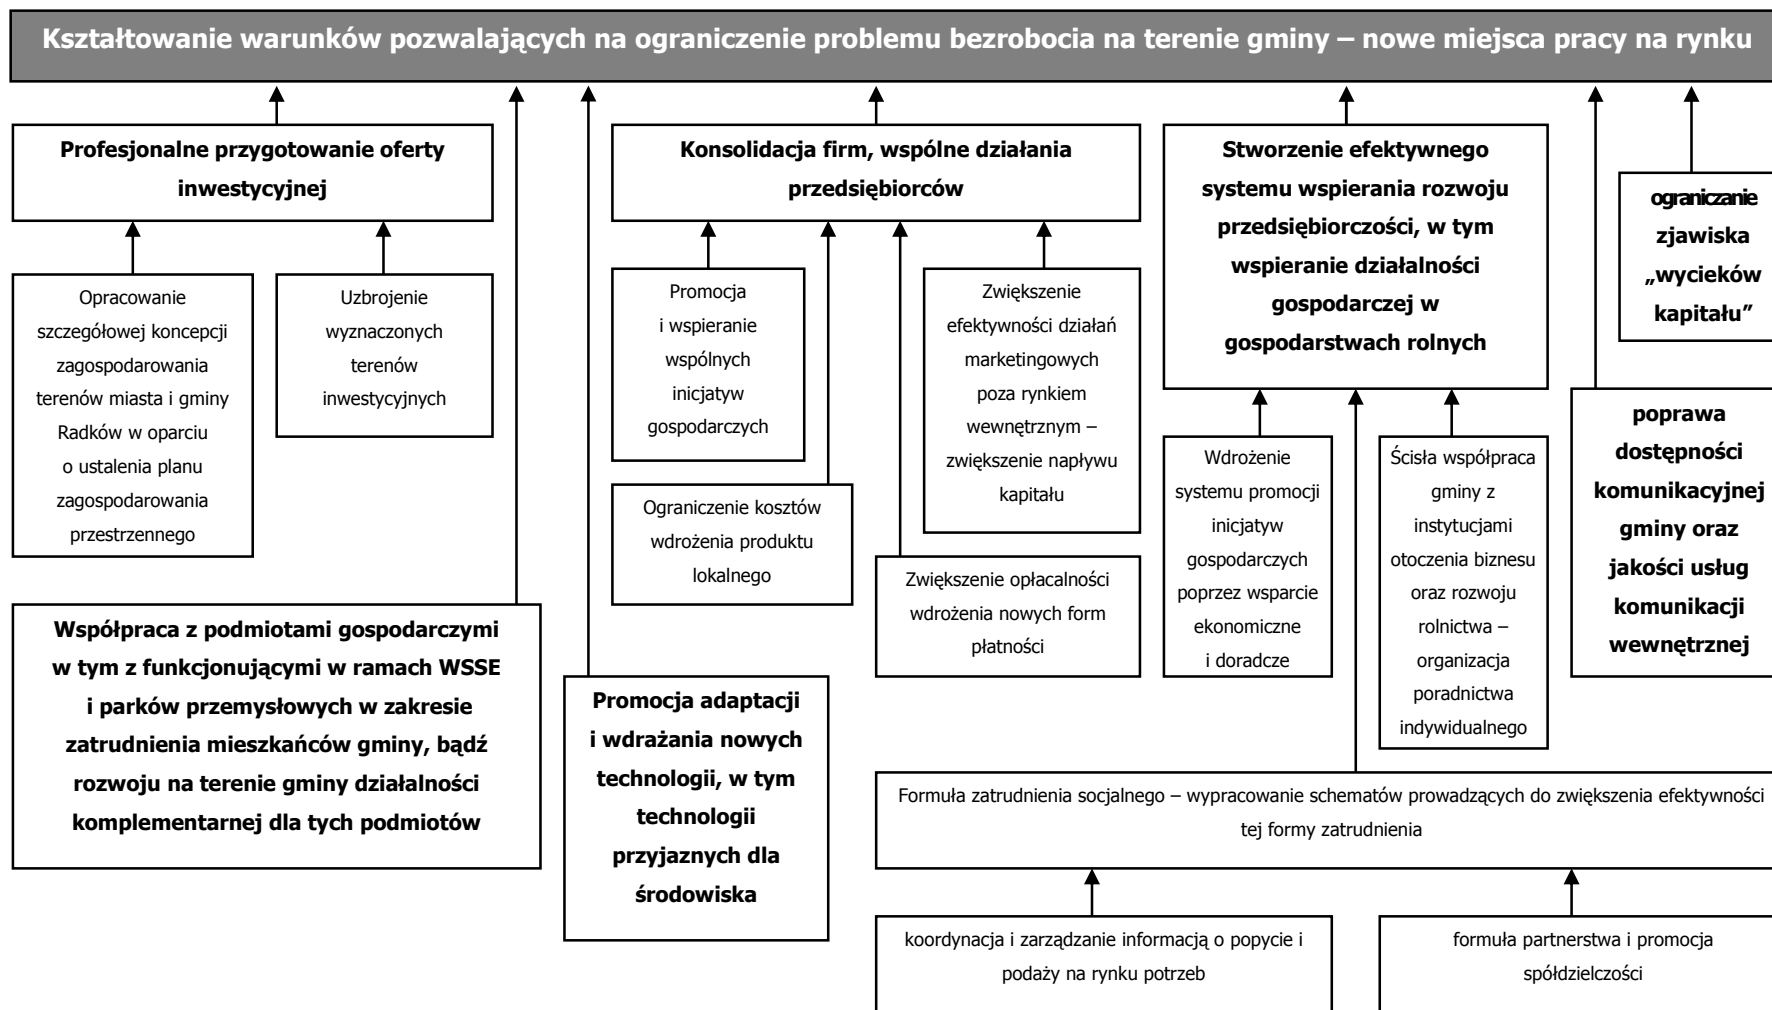 Kształtowanie warunków pozwalających na ograniczenie problemu bezrobocia na terenie gminy – nowe miejsca pracy na rynku
Profesjonalne przygotowanie oferty
inwestycyjnej
Konsolidacja firm, wspólne działania
przedsiębiorców
Stworzenie efektywnego
systemu wspierania rozwoju
przedsiębiorczości, w tym
wspieranie działalności
gospodarczej w
gospodarstwach rolnych
ograniczanie
zjawiska
„wycieków
kapitału”
Opracowanie
szczegółowej koncepcji
zagospodarowania
terenów miasta i gminy
Radków w oparciu
o ustalenia planu
zagospodarowania
przestrzennego
Uzbrojenie
wyznaczonych
terenów
inwestycyjnych
Promocja
i wspieranie
wspólnych
inicjatyw
gospodarczych
Zwiększenie
efektywności działań
marketingowych
poza rynkiem
wewnętrznym –
zwiększenie napływu
kapitału
Ograniczenie kosztów
wdrożenia produktu
lokalnego
Zwiększenie opłacalności
wdrożenia nowych form
płatności
Wdrożenie
systemu promocji
inicjatyw
gospodarczych
poprzez wsparcie
ekonomiczne
i doradcze
Ścisła współpraca
gminy z
instytucjami
otoczenia biznesu
oraz rozwoju
rolnictwa –
organizacja
poradnictwa
indywidualnego
poprawa
dostępności
komunikacyjnej
gminy oraz
jakości usług
komunikacji
wewnętrznej
Współpraca z podmiotami gospodarczymi
w tym z funkcjonującymi w ramach WSSE
i parków przemysłowych w zakresie
zatrudnienia mieszkańców gminy, bądź
rozwoju na terenie gminy działalności
komplementarnej dla tych podmiotów
Promocja adaptacji
i wdrażania nowych
technologii, w tym
technologii
przyjaznych dla
środowiska
Formuła zatrudnienia socjalnego – wypracowanie schematów prowadzących do zwiększenia efektywności
tej formy zatrudnienia
koordynacja i zarządzanie informacją o popycie i
podaży na rynku potrzeb
formuła partnerstwa i promocja
spółdzielczości